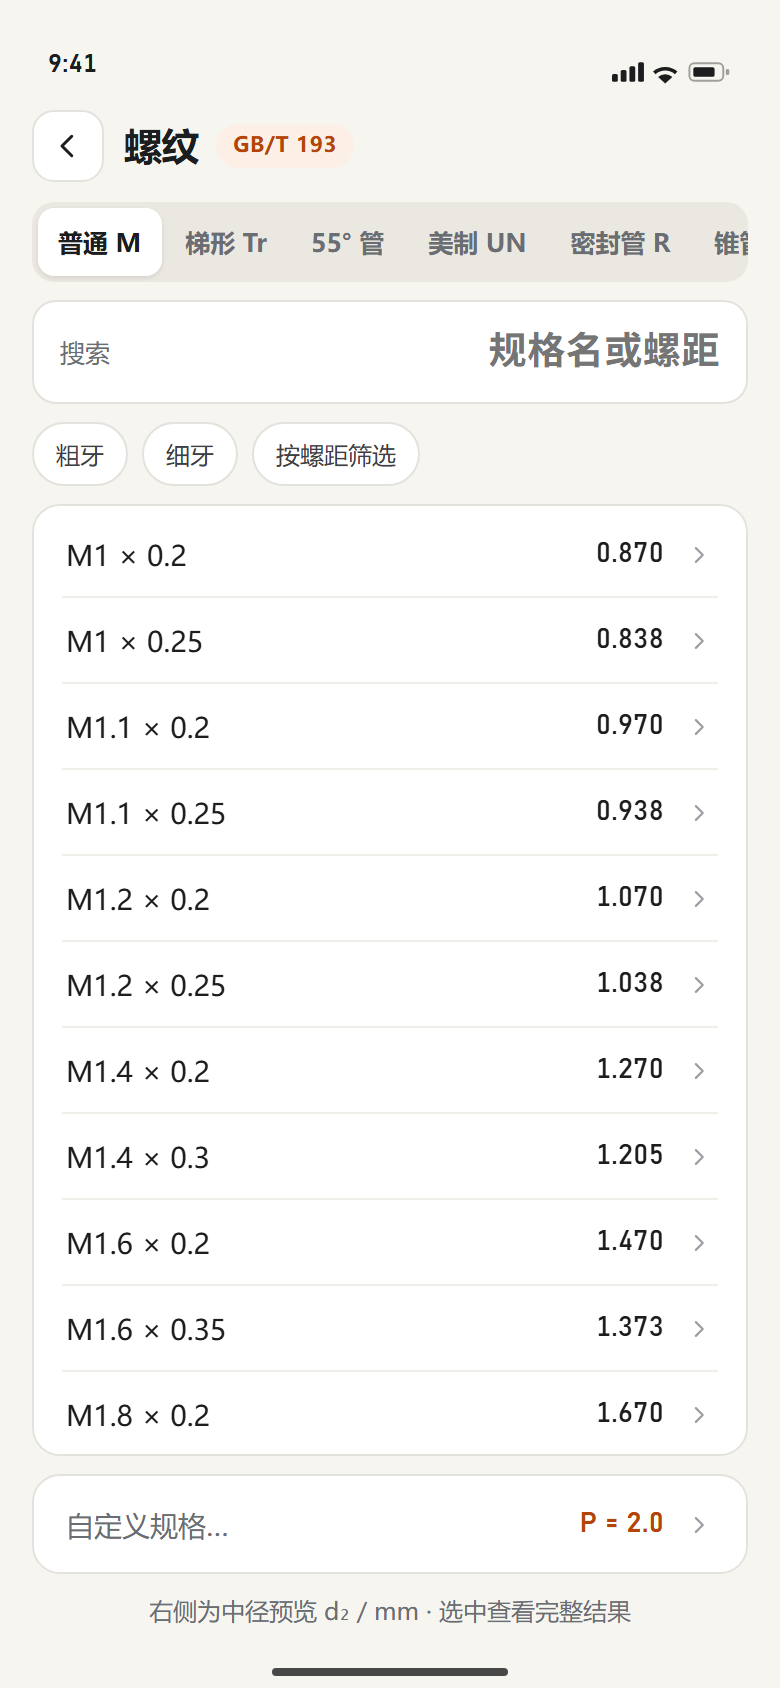 9:41
螺纹 GB/T 193
普通 M 梯形 Tr 55° 管 美制 UN 密封管 R 锥管
搜索 规格名或螺距
粗牙 细牙 按螺距筛选
M1 × 0.2 0.870
M1 × 0.25 0.838
M1.1 × 0.2 0.970
M1.1 × 0.25 0.938
M1.2 × 0.2 1.070
M1.2 × 0.25 1.038
M1.4 × 0.2 1.270
M1.4 × 0.3 1.205
M1.6 × 0.2 1.470
M1.6 × 0.35 1.373
M1.8 × 0.2 1.670
自定义规格... P = 2.0
右侧为中径预览 d₂ / mm · 选中查看完整结果